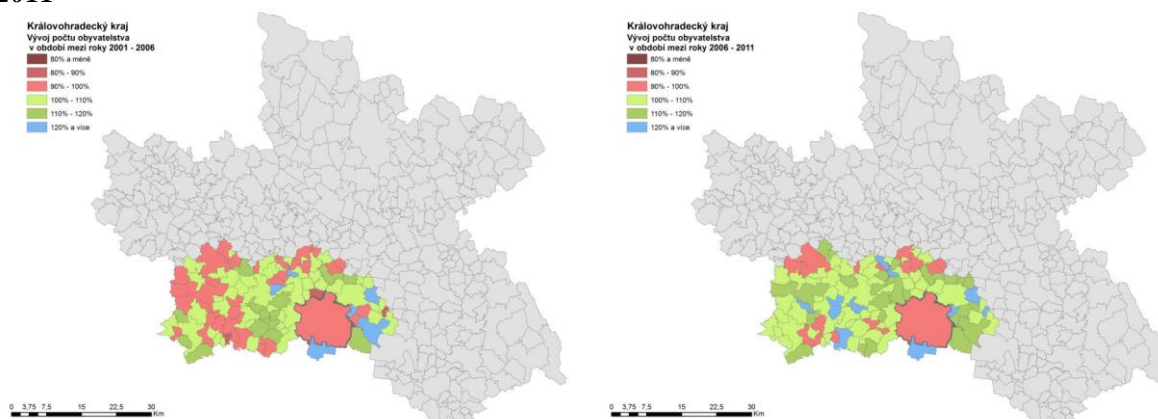 2011
Královohradecký kraj
Vývoj počtu obyvatelstva
v období mezi roky 2001 - 2006
80% a méně
80% - 90%
90% - 100%
100% - 110%
110% - 120%
120% a více
0 3,75 7,5 15 22,5 30
Km
Královohradecký kraj
Vývoj počtu obyvatelstva
v období mezi roky 2006 - 2011
80% a méně
80% - 90%
90% - 100%
100% - 110%
110% - 120%
120% a více
0 3,75 7,5 15 22,5 30
Km